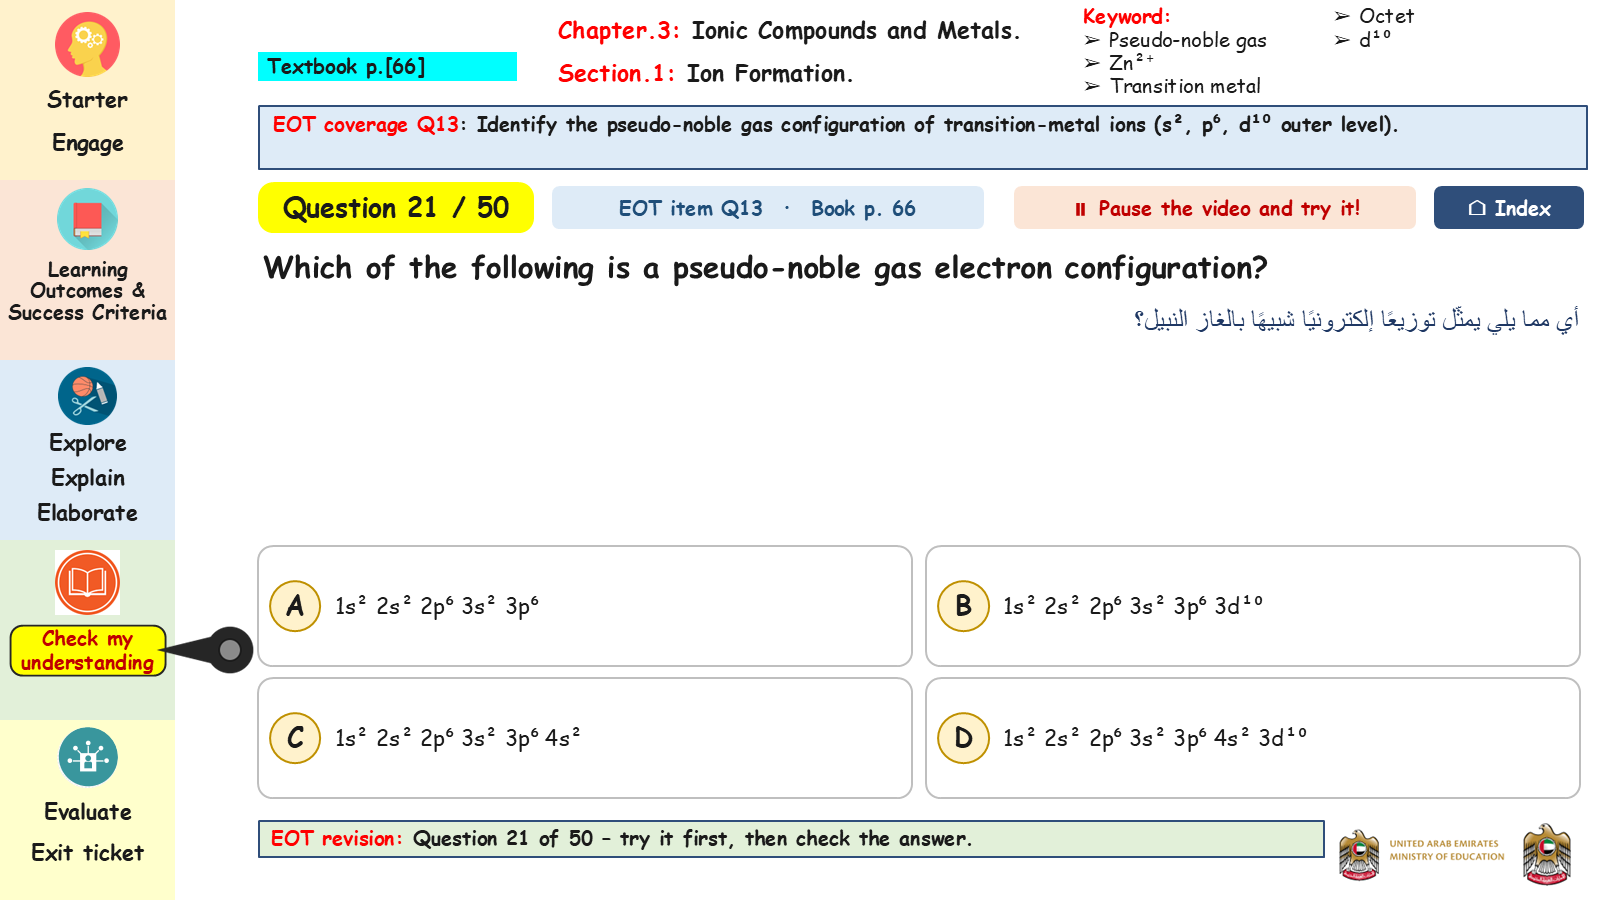 Starter
Engage
Learning
Outcomes &
Success Criteria
Explore
Explain
Elaborate
Check my
understanding
Evaluate
Exit ticket
Textbook p.[66]
Chapter.3: Ionic Compounds and Metals.
Section.1: Ion Formation.
Keyword:
➢ Pseudo-noble gas
➢ Zn²⁺
➢ Transition metal
➢ Octet
➢ d¹⁰
EOT coverage Q13: Identify the pseudo-noble gas configuration of transition-metal ions (s², p⁶, d¹⁰ outer level).
Question 21 / 50
EOT item Q13 · Book p. 66
⏸ Pause the video and try it!
☖ Index
Which of the following is a pseudo-noble gas electron configuration?
أي مما يلي يمثّل توزيعًا إلكترونيًا شبيهًا بالغاز النبيل؟
A 1s² 2s² 2p⁶ 3s² 3p⁶
B 1s² 2s² 2p⁶ 3s² 3p⁶ 3d¹⁰
C 1s² 2s² 2p⁶ 3s² 3p⁶ 4s²
D 1s² 2s² 2p⁶ 3s² 3p⁶ 4s² 3d¹⁰
EOT revision: Question 21 of 50 – try it first, then check the answer.
UNITED ARAB EMIRATES
MINISTRY OF EDUCATION